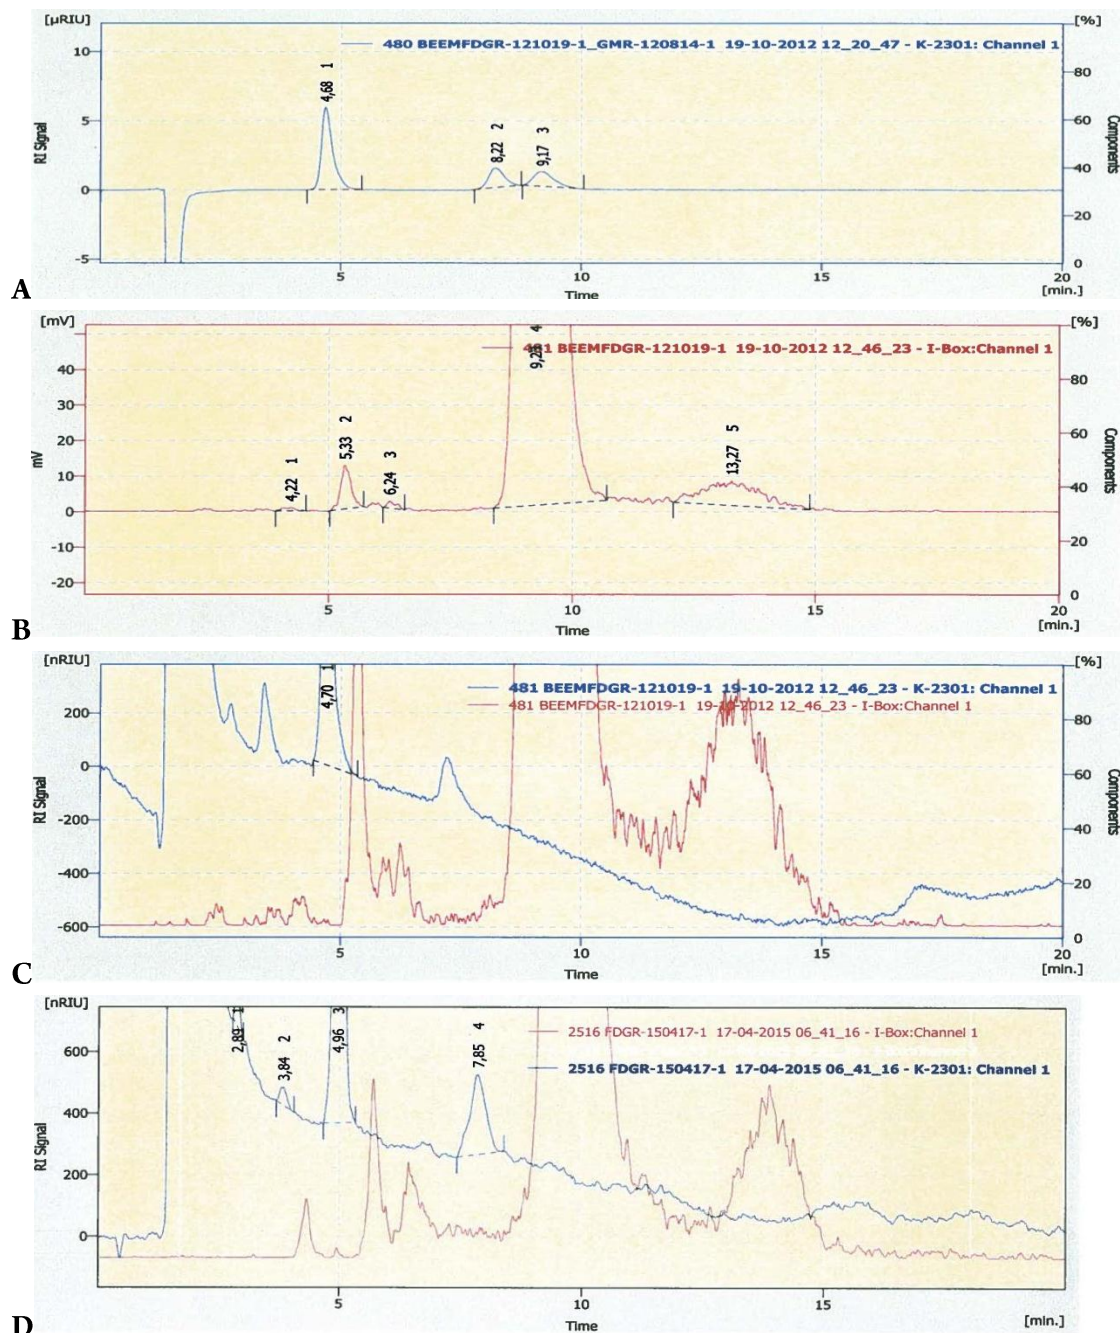 [µRIU]
[%]
480 BEEMFDGR-121019-1_GMR-120814-1 19-10-2012 12_20_47 - K-2301: Channel 1
10
5
0
-5
RI Signal
4,68 1
8,22 2
9,17 3
80
60
40
20
0
Components
5
10
15
20
Time
[min.]
A
[mV]
[%]
481 BEEMFDGR-121019-1 19-10-2012 12_46_23 - I-Box:Channel 1
40
30
20
10
0
-10
-20
mV
4,22 1
5,33 2
6,24 3
4
13,27 5
80
60
40
20
0
Components
5
10
15
20
Time
[min.]
B
[nRIU]
[%]
481 BEEMFDGR-121019-1 19-10-2012 12_46_23 - K-2301: Channel 1
481 BEEMFDGR-121019-1 19-10-2012 12_46_23 - I-Box:Channel 1
200
0
-200
-400
-600
RI Signal
4,70 1
80
60
40
20
0
Components
5
10
15
20
Time
[min.]
C
[nRIU]
2516 FDGR-150417-1 17-04-2015 06_41_16 - I-Box:Channel 1
2516 FDGR-150417-1 17-04-2015 06_41_16 - K-2301: Channel 1
600
400
200
0
RI Signal
2,89 1
3,84 2
4,96 3
7,85 4
5
10
15
Time
[min.]
D